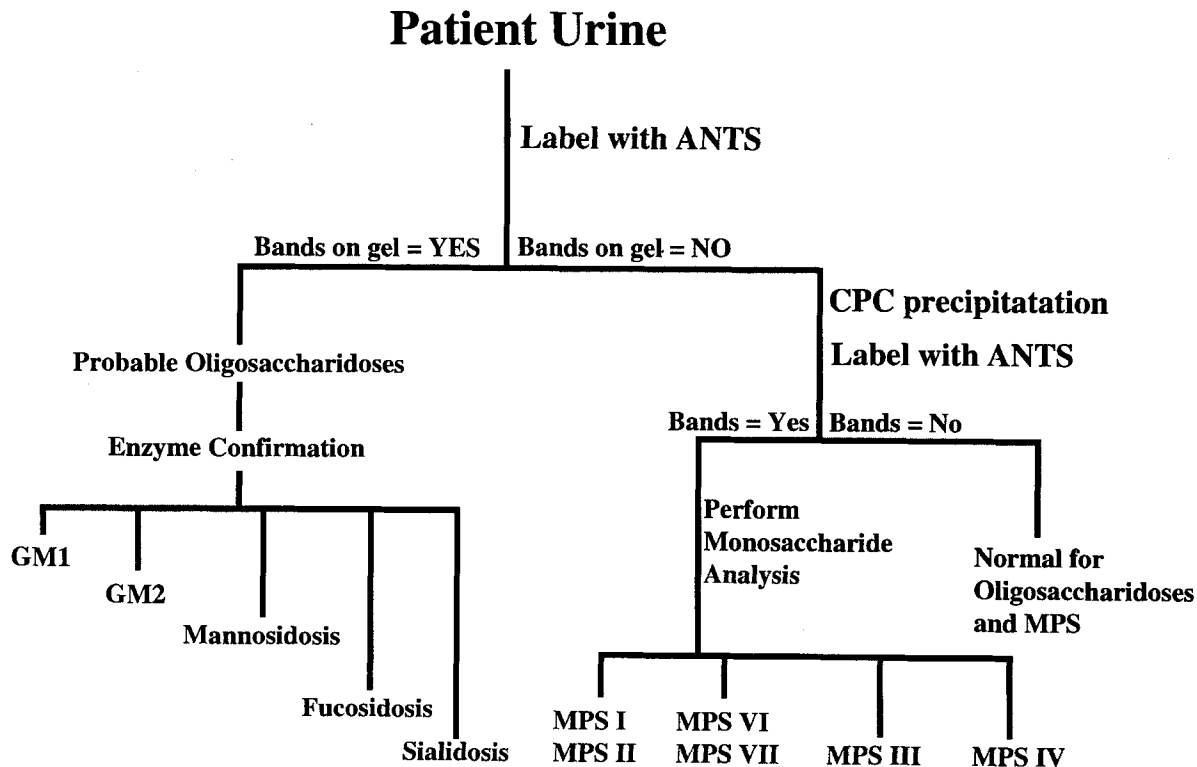 Patient Urine
Label with ANTS
Bands on gel = YES
Bands on gel = NO
CPC precipitatation
Label with ANTS
Probable Oligosaccharidoses
Enzyme Confirmation
Bands = Yes
Bands = No
GM1
GM2
Mannosidosis
Fucosidosis
Sialidosis
Perform
Monosaccharide
Analysis
Normal for
Oligosaccharidoses
and MPS
MPS I
MPS II
MPS VI
MPS VII
MPS III
MPS IV